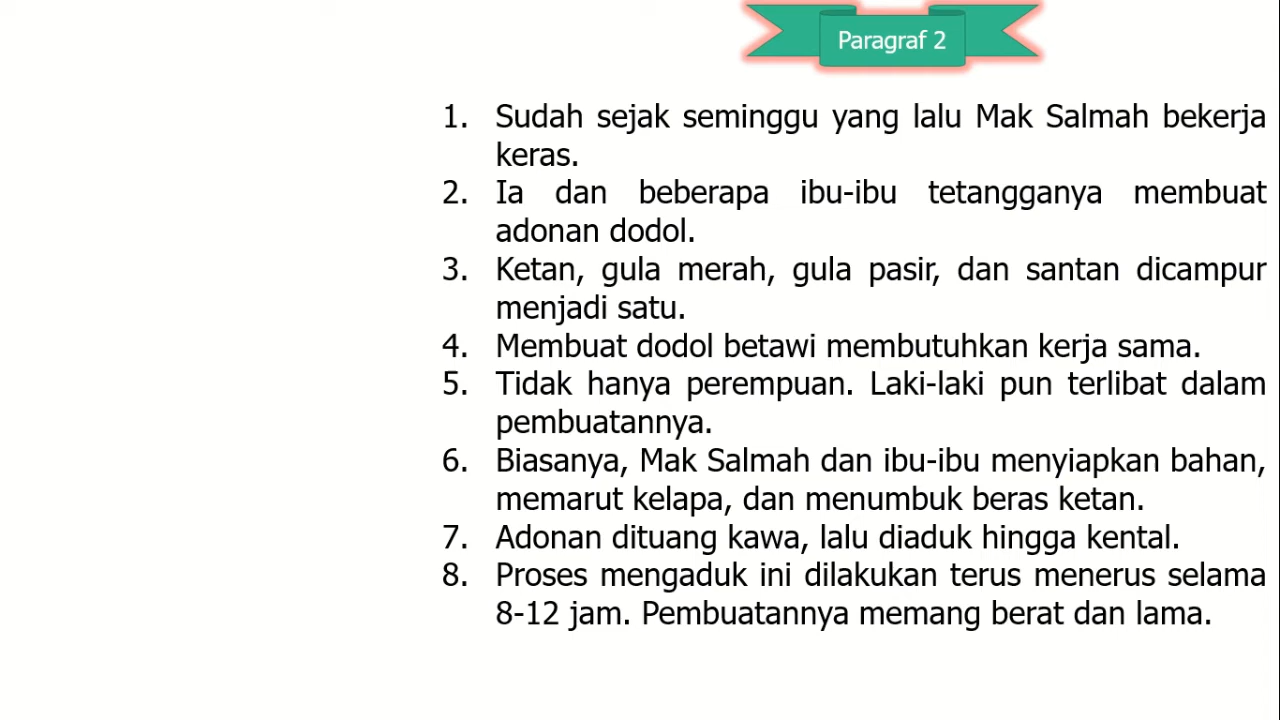 Paragraf 2
1. Sudah sejak seminggu yang lalu Mak Salmah bekerja
keras.
2. Ia dan beberapa ibu-ibu tetangganya membuat
adonan dodol.
3. Ketan, gula merah, gula pasir, dan santan dicampur
menjadi satu.
4. Membuat dodol betawi membutuhkan kerja sama.
5. Tidak hanya perempuan. Laki-laki pun terlibat dalam
pembuatannya.
6. Biasanya, Mak Salmah dan ibu-ibu menyiapkan bahan,
memarut kelapa, dan menumbuk beras ketan.
7. Adonan dituang kawa, lalu diaduk hingga kental.
8. Proses mengaduk ini dilakukan terus menerus selama
8-12 jam. Pembuatannya memang berat dan lama.